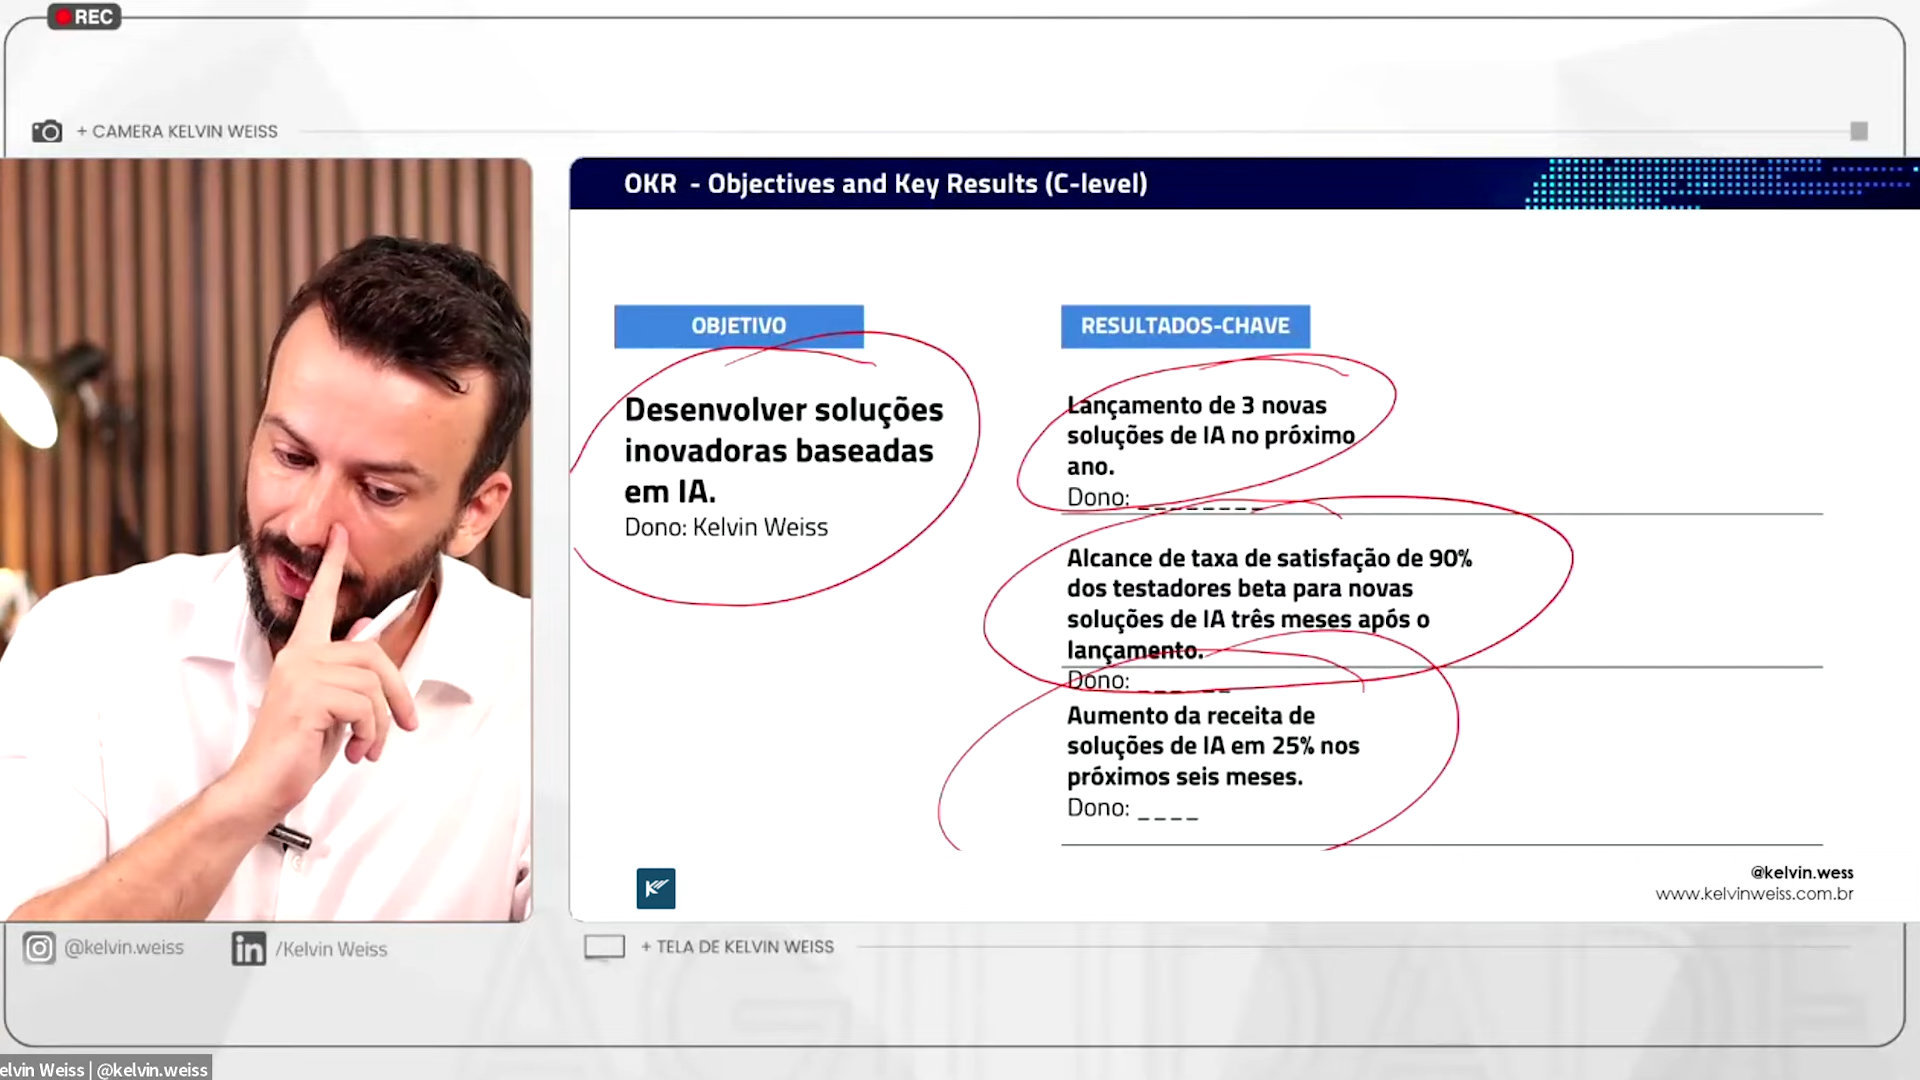 REC
+ CAMERA KELVIN WEISS
OKR - Objectives and Key Results (C-level)
OBJETIVO
Desenvolver soluções
inovadoras baseadas
em IA.
Dono: Kelvin Weiss
RESULTADOS-CHAVE
Lançamento de 3 novas
soluções de IA no próximo
ano.
Dono: _ _ _ _ _ _ _ _
Alcance de taxa de satisfação de 90%
dos testadores beta para novas
soluções de IA três meses após o
lançamento.
Dono: _ _ _ _ _ _
Aumento da receita de
soluções de IA em 25% nos
próximos seis meses.
Dono: _ _ _ _
@kelvin.wess
www.kelvinweiss.com.br
@kelvin.weiss
in /Kelvin Weiss
+ TELA DE KELVIN WEISS
elvin Weiss | @kelvin.weiss